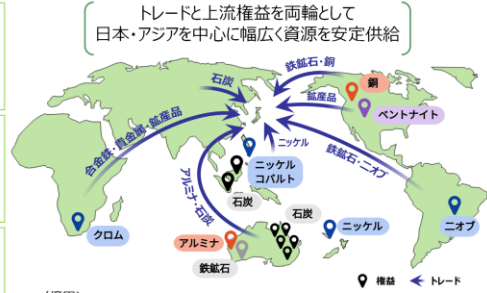 トレードと上流権益を両輪として
日本・アジアを中心に幅広く資源を安定供給
石炭
鉄鉱石・銅
銅
鉱産品
ベントナイト
合金鉄・貴金属・鉱産品
ニッケル
ニッケル
コバルト
鉄鉱石・ニオブ
石炭
アルミナ・石炭
石炭
クロム
アルミナ
ニッケル
ニオブ
鉄鉱石
権益
トレード